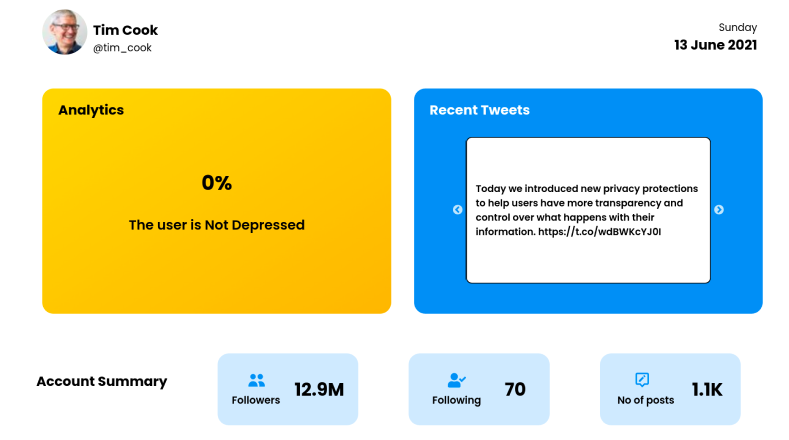 Tim Cook
@tim_cook
Sunday
13 June 2021
Analytics
0%
The user is Not Depressed
Recent Tweets
Today we introduced new privacy protections
to help users have more transparency and
control over what happens with their
information. https://t.co/wdBWKcYJ0I
Account Summary
Followers
12.9M
Following
70
No of posts
1.1K